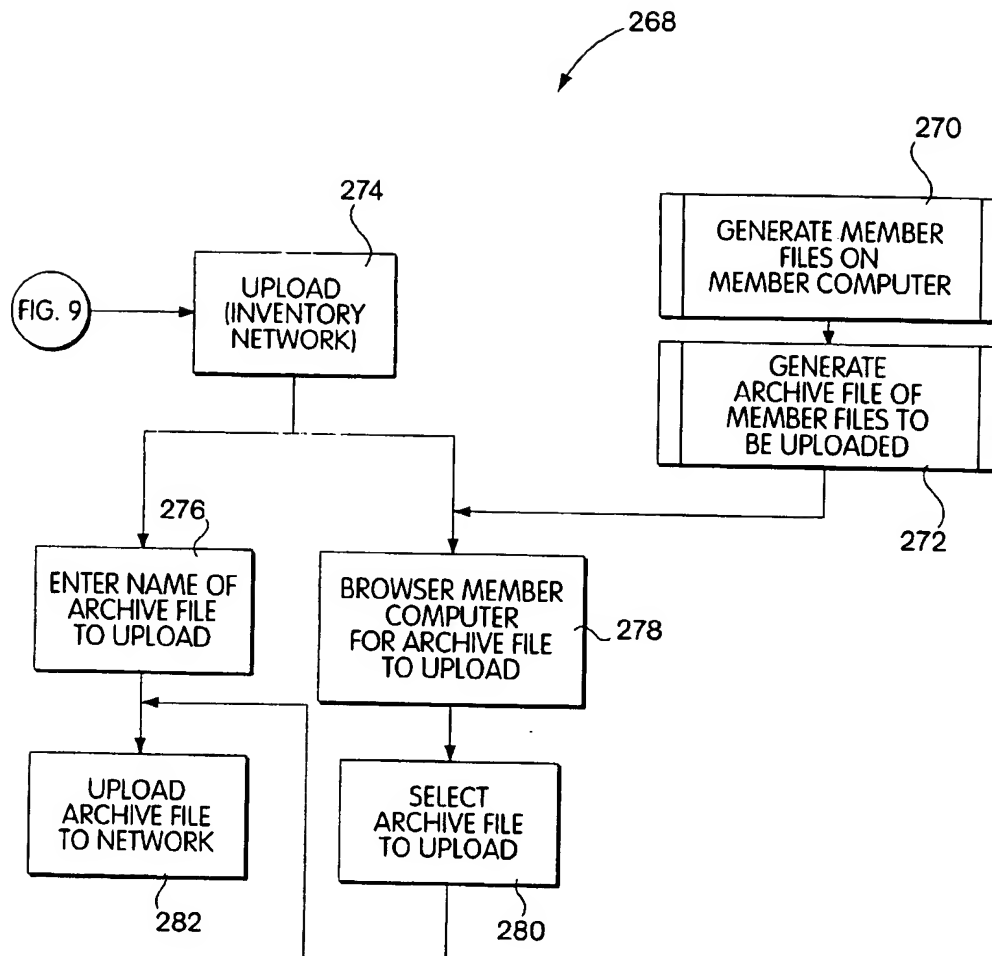 268
270
GENERATE MEMBER
FILES ON
MEMBER COMPUTER
274
UPLOAD
(INVENTORY
NETWORK)
FIG. 9
GENERATE
ARCHIVE FILE OF
MEMBER FILES TO
BE UPLOADED
272
276
ENTER NAME OF
ARCHIVE FILE
TO UPLOAD
BROWSER MEMBER
COMPUTER
FOR ARCHIVE FILE
TO UPLOAD
278
UPLOAD
ARCHIVE FILE
TO NETWORK
282
SELECT
ARCHIVE FILE
TO UPLOAD
280